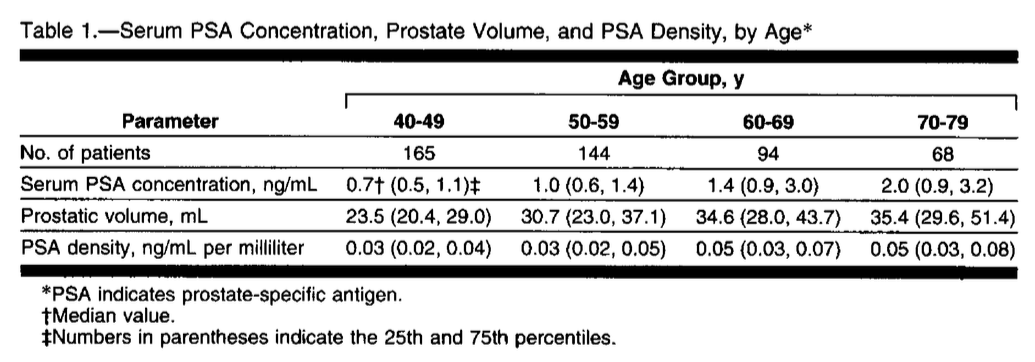 Table 1.—Serum PSA Concentration, Prostate Volume, and PSA Density, by Age*
Age Group, y
Parameter 40-49 50-59 60-69 70-79
No. of patients 165 144 94 68
Serum PSA concentration, ng/mL 0.7† (0.5, 1.1)‡ 1.0 (0.6, 1.4) 1.4 (0.9, 3.0) 2.0 (0.9, 3.2)
Prostatic volume, mL 23.5 (20.4, 29.0) 30.7 (23.0, 37.1) 34.6 (28.0, 43.7) 35.4 (29.6, 51.4)
PSA density, ng/mL per milliliter 0.03 (0.02, 0.04) 0.03 (0.02, 0.05) 0.05 (0.03, 0.07) 0.05 (0.03, 0.08)
*PSA indicates prostate-specific antigen.
†Median value.
‡Numbers in parentheses indicate the 25th and 75th percentiles.